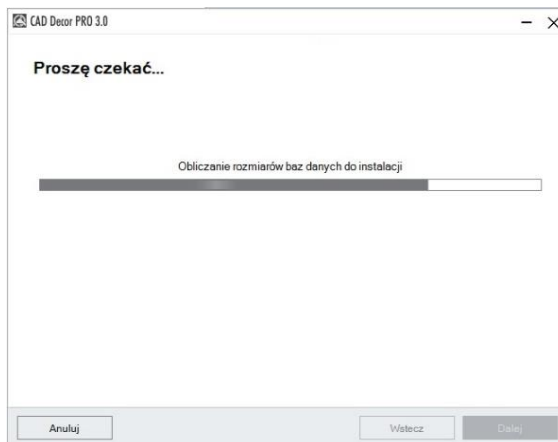 CAD Decor PRO 3.0
Proszę czekać...
Obliczanie rozmiarów baz danych do instalacji
Anuluj
Wstecz
Dalej